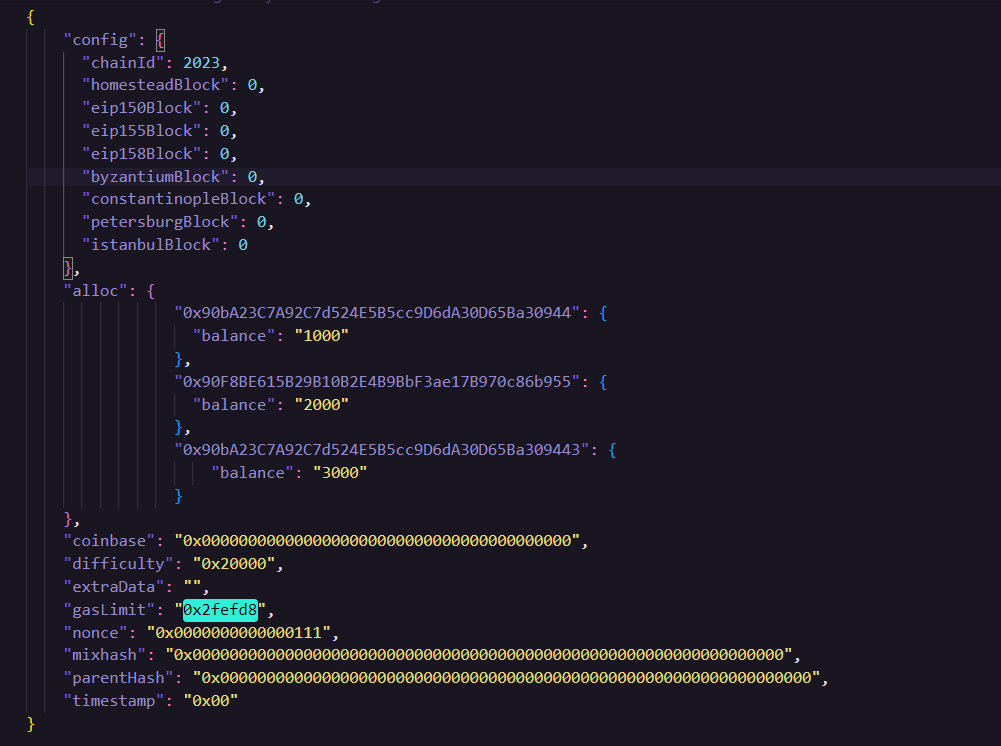 {
"config": {
"chainId": 2023,
"homesteadBlock": 0,
"eip150Block": 0,
"eip155Block": 0,
"eip158Block": 0,
"byzantiumBlock": 0,
"constantinopleBlock": 0,
"petersburgBlock": 0,
"istanbulBlock": 0
},
"alloc": {
"0x90bA23C7A92C7d524E5B5cc9D6dA30D65Ba30944": {
"balance": "1000"
},
"0x90F8BE615B29B10B2E4B9BbF3ae17B970c86b955": {
"balance": "2000"
},
"0x90bA23C7A92C7d524E5B5cc9D6dA30D65Ba309443": {
"balance": "3000"
}
},
"coinbase": "0x0000000000000000000000000000000000000000",
"difficulty": "0x20000",
"extraData": "",
"gasLimit": "0x2fefd8",
"nonce": "0x0000000000000111",
"mixhash": "0x0000000000000000000000000000000000000000000000000000000000000000",
"parentHash": "0x0000000000000000000000000000000000000000000000000000000000000000",
"timestamp": "0x00"
}